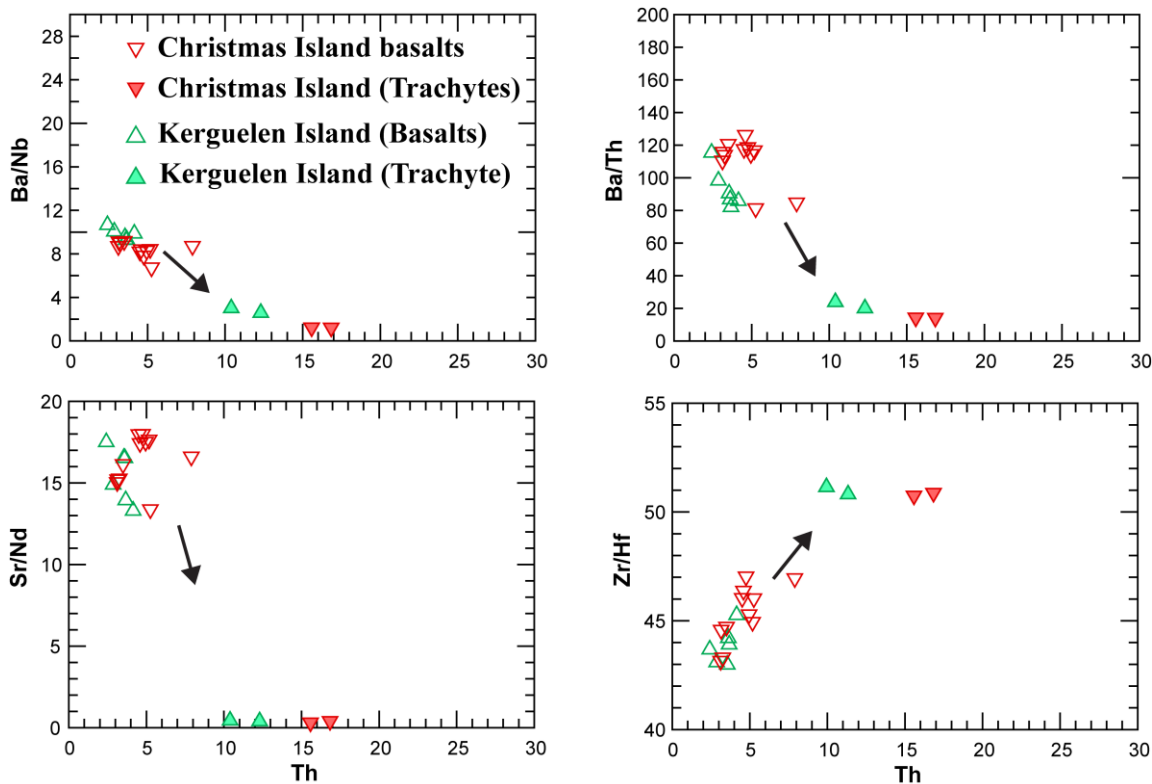 28
24
20
16
12
8
4
0
Ba/Nb
Christmas Island basalts
Christmas Island (Trachytes)
Kerguelen Island (Basalts)
Kerguelen Island (Trachyte)
0 5 10 15 20 25 30
200
180
160
140
120
100
80
60
40
20
0
Ba/Th
0 5 10 15 20 25 30
20
15
10
5
0
Sr/Nd
0 5 10 15 20 25 30
Th
55
50
45
40
Zr/Hf
0 5 10 15 20 25 30
Th